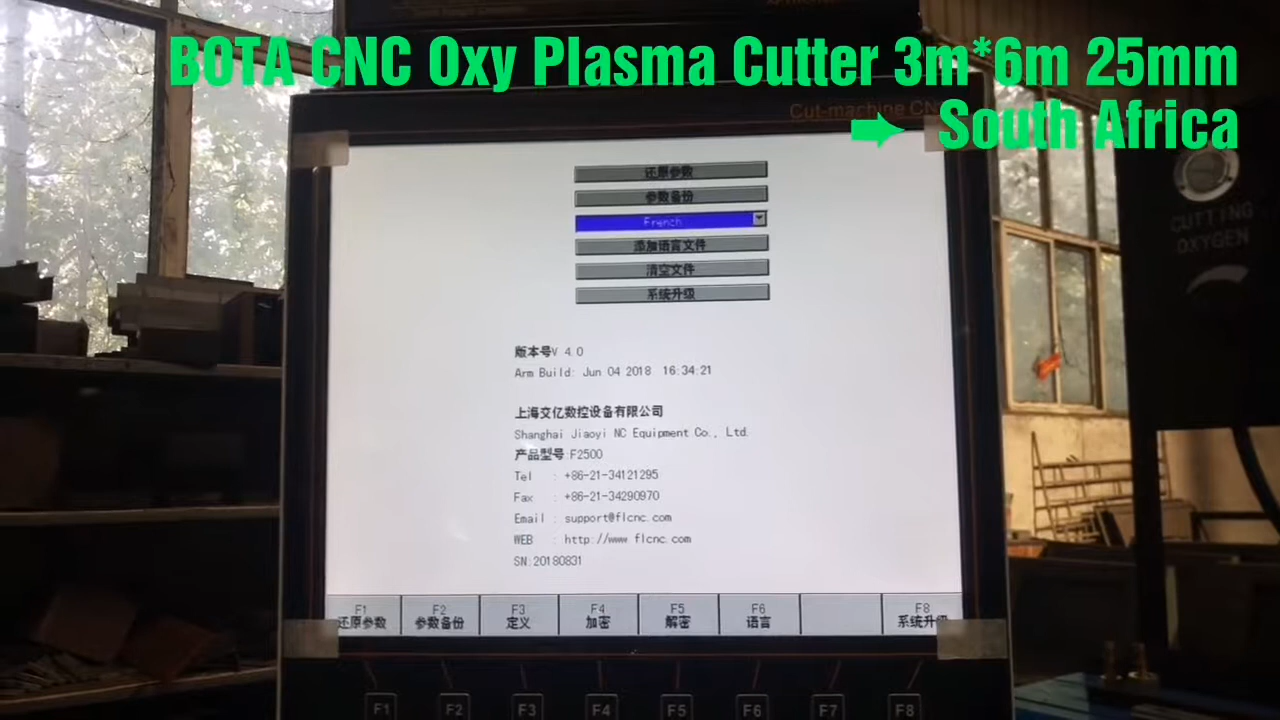 BOTA CNC Oxy Plasma Cutter 3m*6m 25mm
Cut-machine CN
➨ South Africa
CUTTING
OXYGEN
还原参数
参数备份
French
添加语言文件
清空文件
系统升级
版本号V 4.0
Arm Build: Jun 04 2018 16:34:21
上海交亿数控设备有限公司
Shanghai Jiaoyi NC Equipment Co., Ltd.
产品型号:F2500
Tel : +86-21-34121295
Fax : +86-21-34290970
Email : support@flcnc.com
WEB : http://www.flcnc.com
SN:20180831
F1 F2 F3 F4 F5 F6 F8
还原参数 参数备份 定义 加密 解密 语言 系统升级
F1 F2 F3 F4 F5 F6 F7 F8